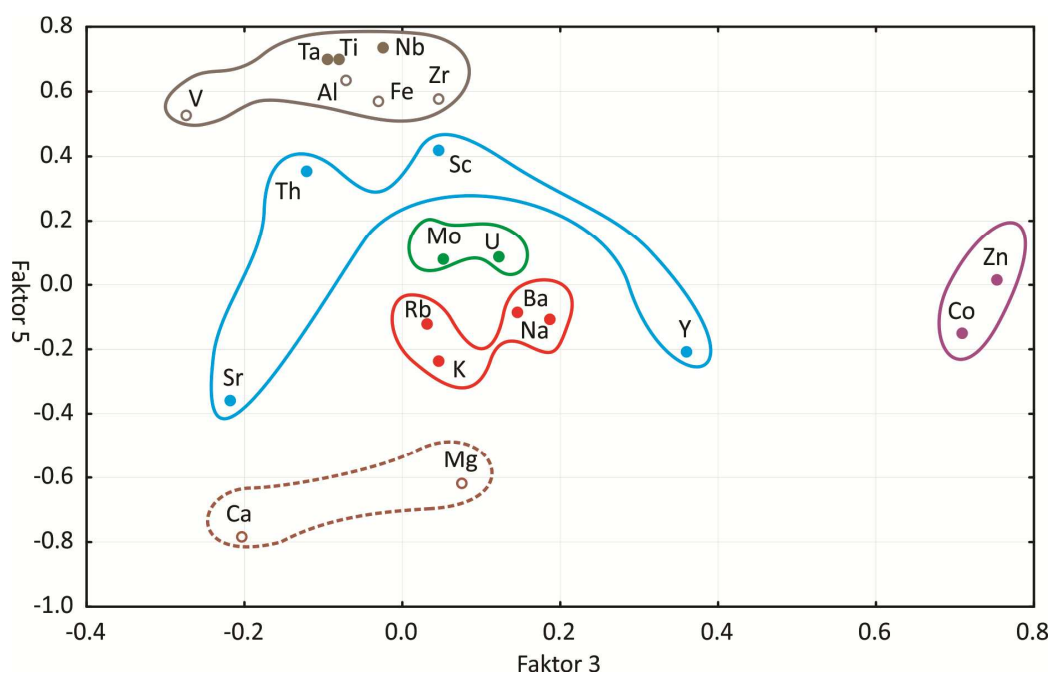 0.8
Ta Ti Nb
Al Fe Zr
V
0.6
0.4
Th Sc
0.2
Mo U
Zn
0.0
Rb Ba
Na Co
Y
K
-0.2
Sr
-0.4
Mg
-0.6
Ca
-0.8
-1.0
-0.4 -0.2 0.0 0.2 0.4 0.6 0.8
Faktor 3
Faktor 5